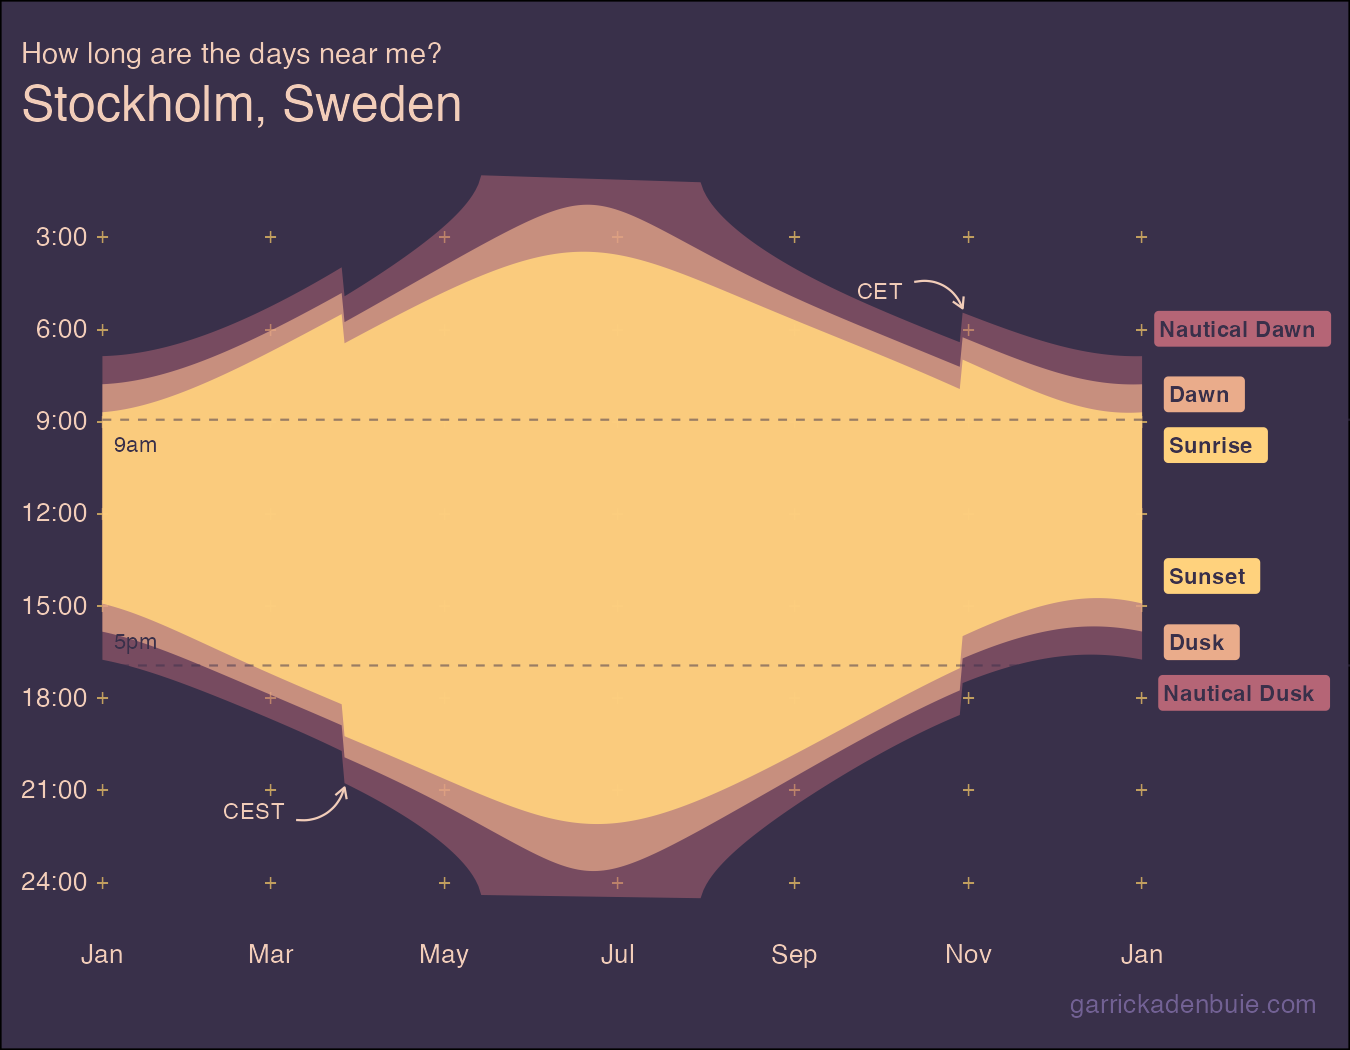 How long are the days near me?
Stockholm, Sweden
3:00
CET
6:00
Nautical Dawn
Dawn
9:00
9am
Sunrise
12:00
Sunset
15:00
5pm
Dusk
18:00
Nautical Dusk
21:00
CEST
24:00
Jan Mar May Jul Sep Nov Jan
garrickadenbuie.com